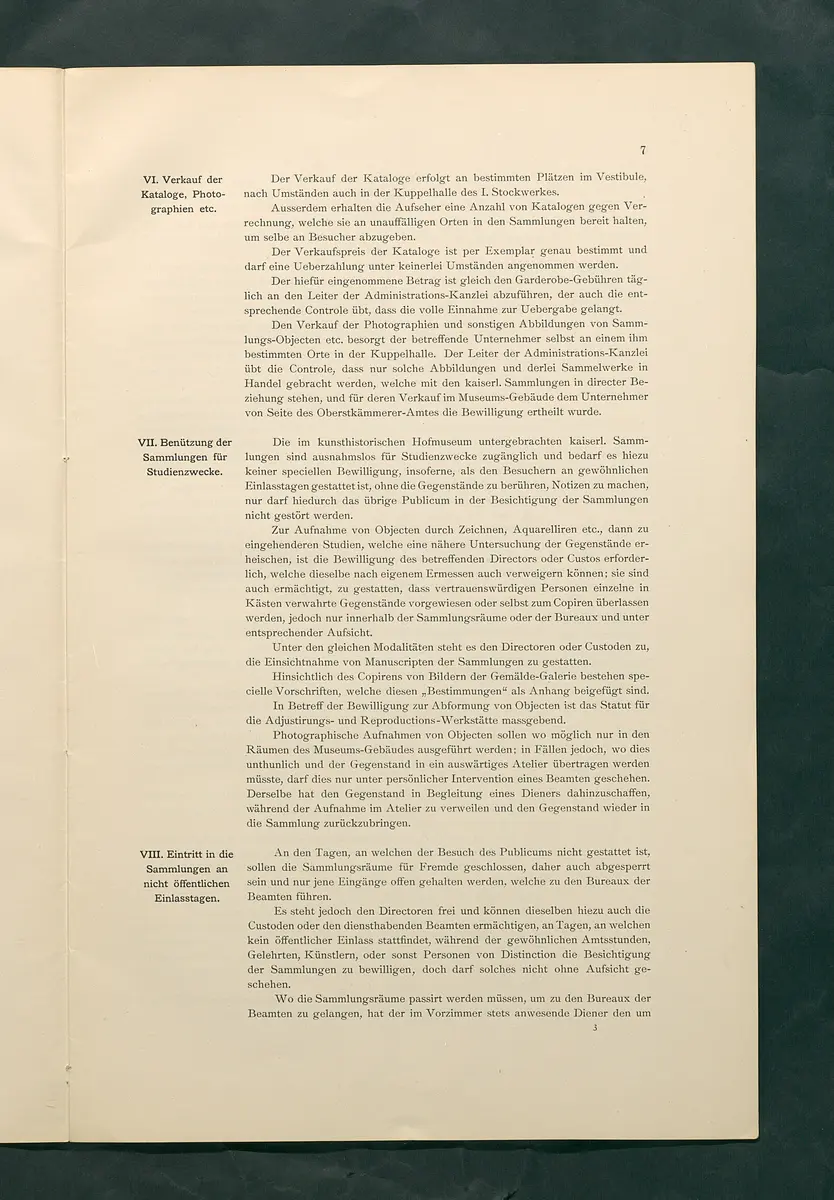 7
VI. Verkauf der
Kataloge, Photo-
graphien etc.
Der Verkauf der Kataloge erfolgt an bestimmten Plätzen im Vestibule,
nach Umständen auch in der Kuppelhalle des I. Stockwerkes.
Ausserdem erhalten die Aufseher eine Anzahl von Katalogen gegen Ver-
rechnung, welche sie an unauffälligen Orten in den Sammlungen bereit halten,
um selbe an Besucher abzugeben.
Der Verkaufspreis der Kataloge ist per Exemplar genau bestimmt und
darf eine Ueberzahlung unter keinerlei Umständen angenommen werden.
Der hiefür eingenommene Betrag ist gleich den Garderobe-Gebühren täg-
lich an den Leiter der Administrations-Kanzlei abzuführen, der auch die ent-
sprechende Controle übt, dass die volle Einnahme zur Uebergabe gelangt.
Den Verkauf der Photographien und sonstigen Abbildungen von Samm-
lungs-Objecten etc. besorgt der betreffende Unternehmer selbst an einem ihm
bestimmten Orte in der Kuppelhalle. Der Leiter der Administrations-Kanzlei
übt die Controle, dass nur solche Abbildungen und derlei Sammelwerke in
Handel gebracht werden, welche mit den kaiserl. Sammlungen in directer Be-
ziehung stehen, und für deren Verkauf im Museums-Gebäude dem Unternehmer
von Seite des Oberstkämmerer-Amtes die Bewilligung ertheilt wurde.
VII. Benützung der
Sammlungen für
Studienzwecke.
Die im kunsthistorischen Hofmuseum untergebrachten kaiserl. Samm-
lungen sind ausnahmslos für Studienzwecke zugänglich und bedarf es hiezu
keiner speciellen Bewilligung, insoferne, als den Besuchern an gewöhnlichen
Einlasstagen gestattet ist, ohne die Gegenstände zu berühren, Notizen zu machen,
nur darf hiedurch das übrige Publicum in der Besichtigung der Sammlungen
nicht gestört werden.
Zur Aufnahme von Objecten durch Zeichnen, Aquarelliren etc., dann zu
eingehenderen Studien, welche eine nähere Untersuchung der Gegenstände er-
heischen, ist die Bewilligung des betreffenden Directors oder Custos erforder-
lich, welche dieselbe nach eigenem Ermessen auch verweigern können; sie sind
auch ermächtigt, zu gestatten, dass vertrauenswürdigen Personen einzelne in
Kästen verwahrte Gegenstände vorgewiesen oder selbst zum Copiren überlassen
werden, jedoch nur innerhalb der Sammlungsräume oder der Bureaux und unter
entsprechender Aufsicht.
Unter den gleichen Modalitäten steht es den Directoren oder Custoden zu,
die Einsichtnahme von Manuscripten der Sammlungen zu gestatten.
Hinsichtlich des Copirens von Bildern der Gemälde-Galerie bestehen spe-
cielle Vorschriften, welche diesen „Bestimmungen“ als Anhang beigefügt sind.
In Betreff der Bewilligung zur Abformung von Objecten ist das Statut für
die Adjustirungs- und Reproductions-Werkstätte massgebend.
Photographische Aufnahmen von Objecten sollen wo möglich nur in den
Räumen des Museums-Gebäudes ausgeführt werden; in Fällen jedoch, wo dies
unthunlich und der Gegenstand in ein auswärtiges Atelier übertragen werden
müsste, darf dies nur unter persönlicher Intervention eines Beamten geschehen.
Derselbe hat den Gegenstand in Begleitung eines Dieners dahinzuschaffen,
während der Aufnahme im Atelier zu verweilen und den Gegenstand wieder in
die Sammlung zurückzubringen.
VIII. Eintritt in die
Sammlungen an
nicht öffentlichen
Einlasstagen.
An den Tagen, an welchen der Besuch des Publicums nicht gestattet ist,
sollen die Sammlungsräume für Fremde geschlossen, daher auch abgesperrt
sein und nur jene Eingänge offen gehalten werden, welche zu den Bureaux der
Beamten führen.
Es steht jedoch den Directoren frei und können dieselben hiezu auch die
Custoden oder den diensthabenden Beamten ermächtigen, an Tagen, an welchen
kein öffentlicher Einlass stattfindet, während der gewöhnlichen Amtsstunden,
Gelehrten, Künstlern, oder sonst Personen von Distinction die Besichtigung
der Sammlungen zu bewilligen, doch darf solches nicht ohne Aufsicht ge-
schehen.
Wo die Sammlungsräume passirt werden müssen, um zu den Bureaux der
Beamten zu gelangen, hat der im Vorzimmer stets anwesende Diener den um
3